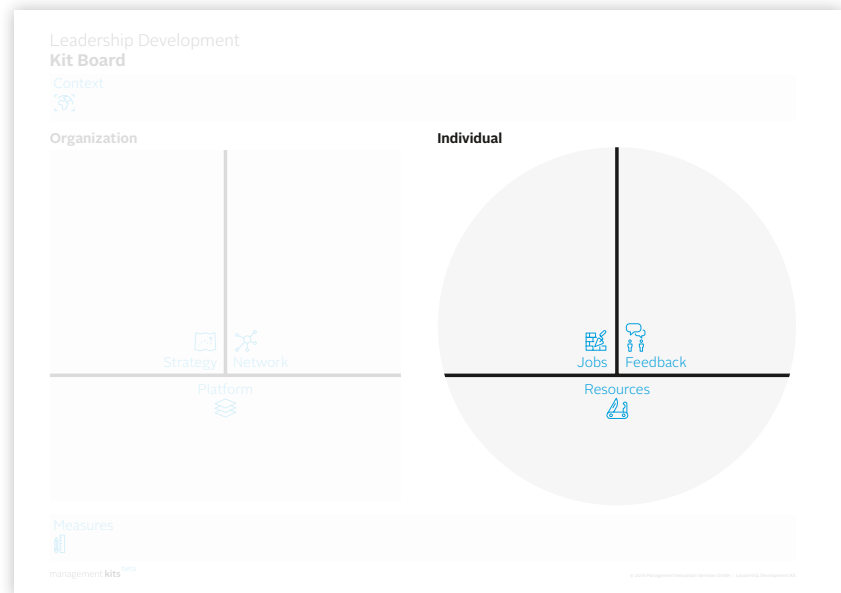 Leadership Development
Kit Board
Context
Organization
Individual
Strategy
Network
Platform
Jobs
Feedback
Resources
Measures
management kits